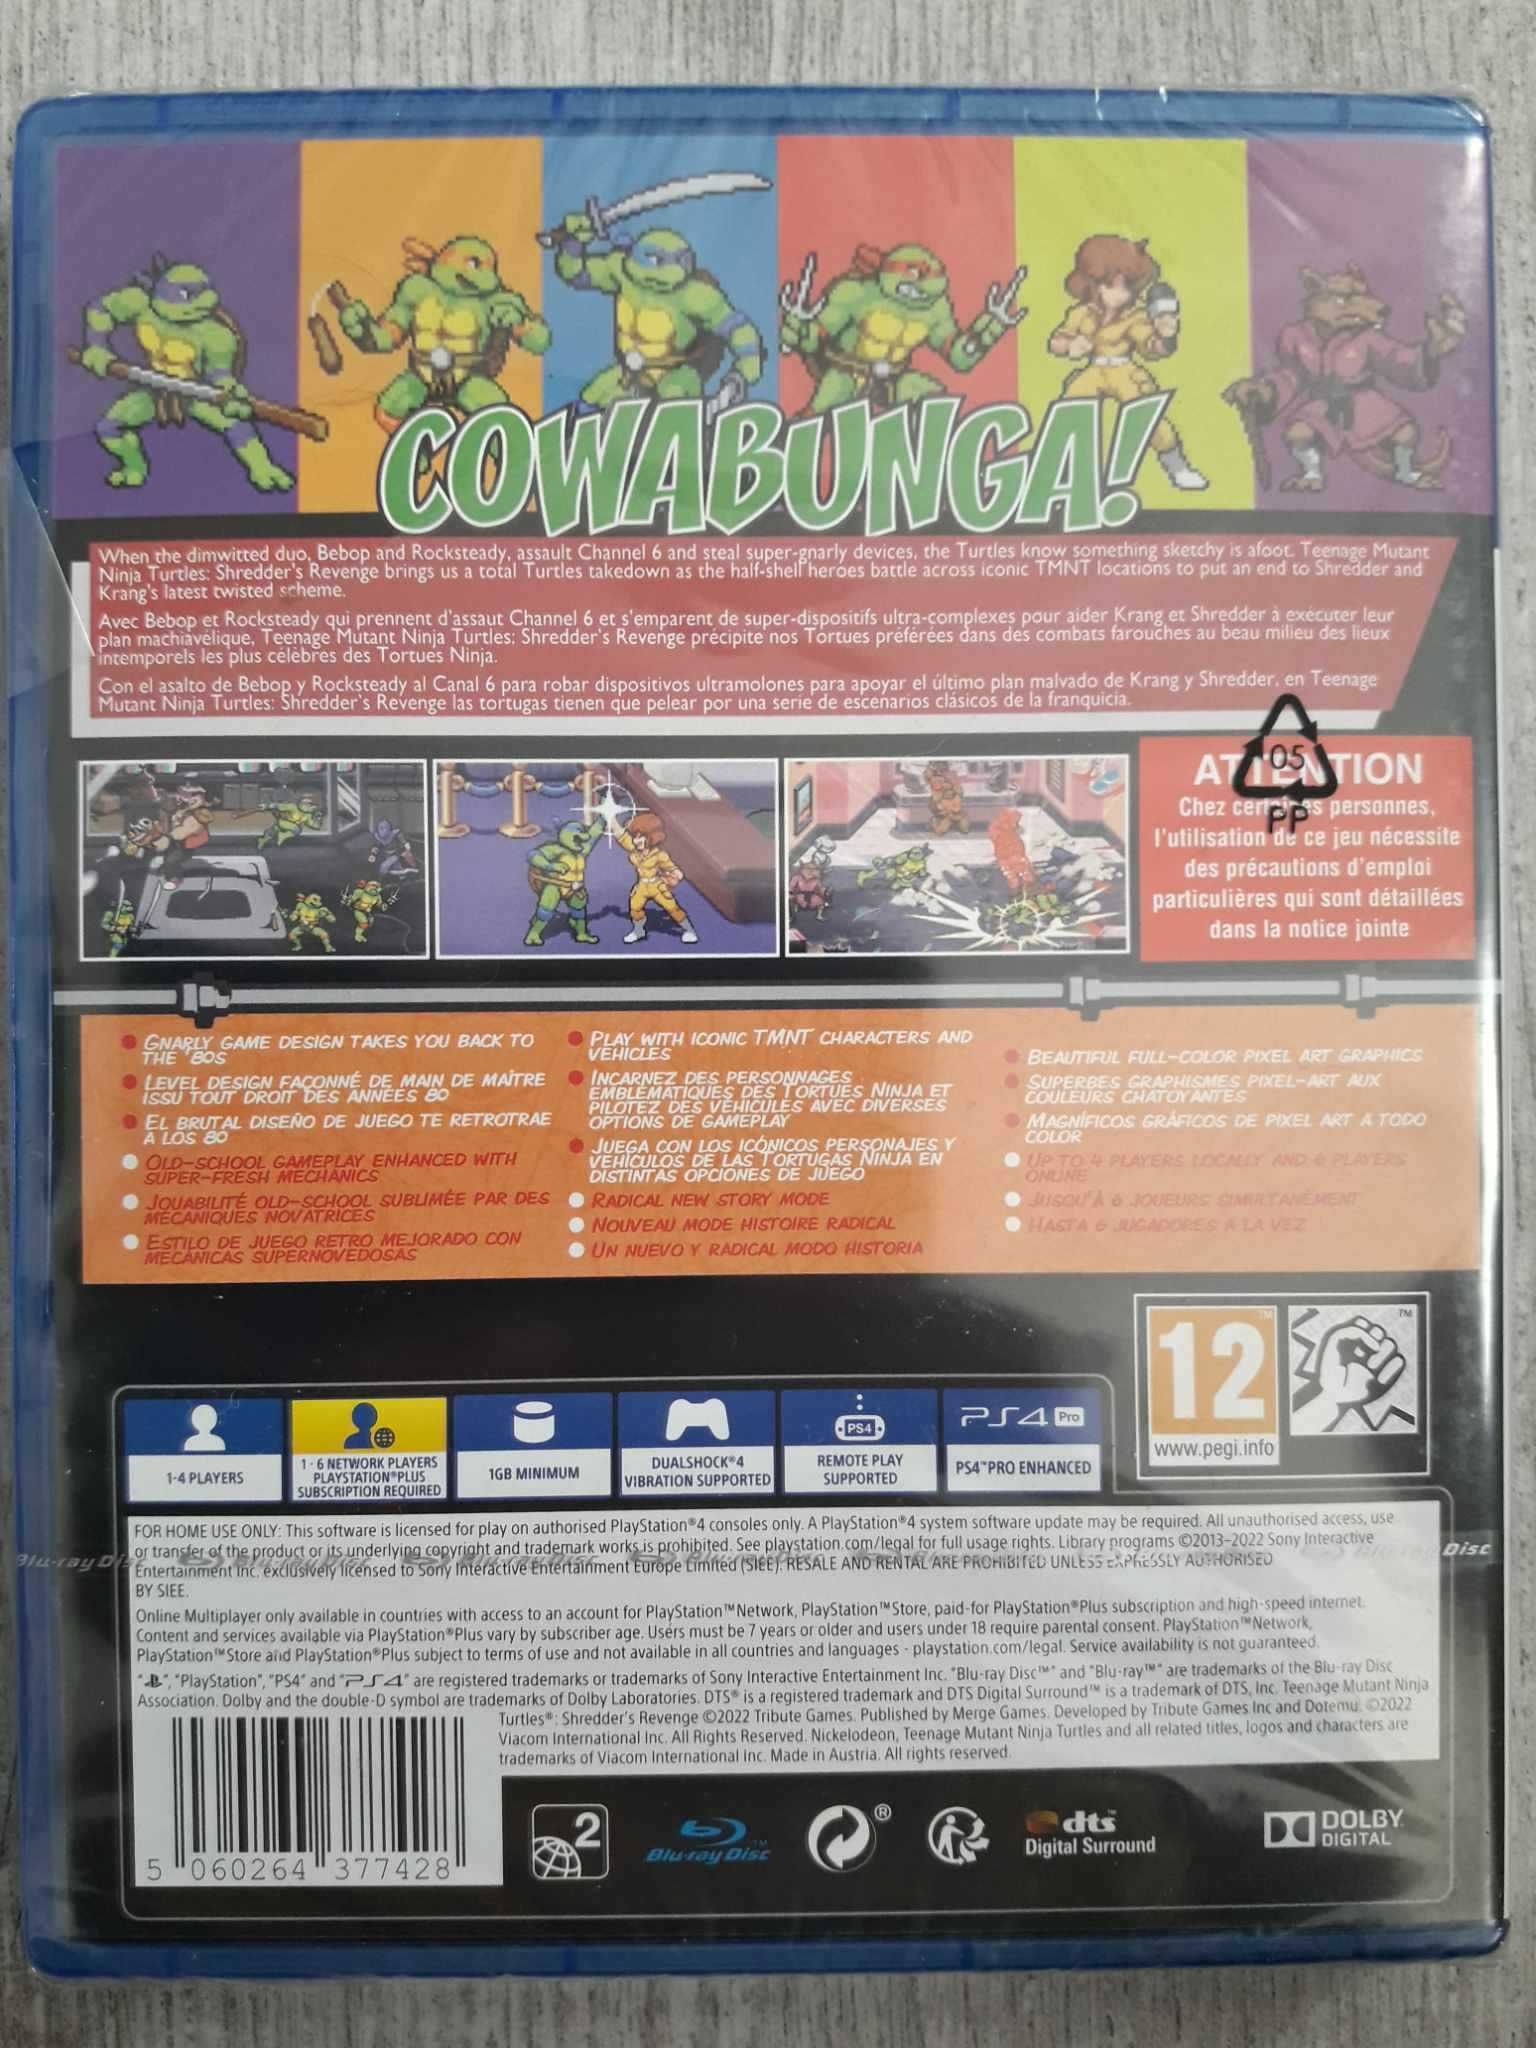 COWABUNGA!
When the dimwitted duo, Bebop and Rocksteady, assault Channel 6 and steal super-gnarly devices, the Turtles know something sketchy is afoot. Teenage Mutant
Ninja Turtles: Shredder's Revenge brings us a total Turtles takedown as the half-shell heroes battle across iconic TMNT locations to put an end to Shredder and
Krang's latest twisted scheme.
Avec Bebop et Rocksteady qui prennent d'assaut Channel 6 et s'emparent de super-dispositifs ultra-complexes pour aider Krang et Shredder à exécuter leur
plan machiavélique, Teenage Mutant Ninja Turtles: Shredder's Revenge précipite nos Tortues préférées dans des combats farouches au beau milieu des lieux
intemporels les plus célèbres des Tortues Ninja.
Con el asalto de Bebop y Rocksteady al Canal 6 para robar dispositivos ultramolones para apoyar el último plan malvado de Krang y Shredder, en Teenage
Mutant Ninja Turtles: Shredder's Revenge las tortugas tienen que pelear por una serie de escenarios clásicos de la franquicia.
05
PP
ATTENTION
Chez certaines personnes,
l'utilisation de ce jeu nécessite
des précautions d'emploi
particulières qui sont détaillées
dans la notice jointe
GNARLY GAME DESIGN TAKES YOU BACK TO
THE '80S
LEVEL DESIGN FAÇONNÉ DE MAIN DE MAÎTRE
ISSU TOUT DROIT DES ANNÉES 80
EL BRUTAL DISEÑO DE JUEGO TE RETROTRAE
A LOS 80
OLD-SCHOOL GAMEPLAY ENHANCED WITH
SUPER-FRESH MECHANICS
JOUABILITÉ OLD-SCHOOL SUBLIMÉE PAR DES
MÉCANIQUES NOVATRICES
ESTILO DE JUEGO RETRO MEJORADO CON
MECÁNICAS SUPERNOVEDOSAS
PLAY WITH ICONIC TMNT CHARACTERS AND
VEHICLES
INCARNEZ DES PERSONNAGES
EMBLÉMATIQUES DES TORTUES NINJA ET
PILOTEZ DES VÉHICULES AVEC DIVERSES
OPTIONS DE GAMEPLAY
JUEGA CON LOS ICÓNICOS PERSONAJES Y
VEHÍCULOS DE LAS TORTUGAS NINJA EN
DISTINTAS OPCIONES DE JUEGO
RADICAL NEW STORY MODE
NOUVEAU MODE HISTOIRE RADICAL
UN NUEVO Y RADICAL MODO HISTORIA
BEAUTIFUL FULL-COLOR PIXEL ART GRAPHICS
SUPERBES GRAPHISMES PIXEL-ART AUX
COULEURS CHATOYANTES
MAGNÍFICOS GRÁFICOS DE PIXEL ART A TODO
COLOR
UP TO 4 PLAYERS LOCALLY AND 6 PLAYERS
ONLINE
JUSQU'À 6 JOUEURS SIMULTANÉMENT
HASTA 6 JUGADORES A LA VEZ
12
www.pegi.info
1-4 PLAYERS
1 - 6 NETWORK PLAYERS
PLAYSTATION®PLUS
SUBSCRIPTION REQUIRED
1GB MINIMUM
DUALSHOCK®4
VIBRATION SUPPORTED
PS4
REMOTE PLAY
SUPPORTED
PS4 Pro
PS4™PRO ENHANCED
FOR HOME USE ONLY: This software is licensed for play on authorised PlayStation®4 consoles only. A PlayStation®4 system software update may be required. All unauthorised access, use
or transfer of the product or its underlying copyright and trademark works is prohibited. See playstation.com/legal for full usage rights. Library programs ©2013-2022 Sony Interactive
Entertainment Inc. exclusively licensed to Sony Interactive Entertainment Europe Limited (SIEE). RESALE AND RENTAL ARE PROHIBITED UNLESS EXPRESSLY AUTHORISED
BY SIEE.
Blu-ray Disc Blu-ray Disc Blu-ray Disc
Online Multiplayer only available in countries with access to an account for PlayStation™Network, PlayStation™Store, paid-for PlayStation®Plus subscription and high-speed internet.
Content and services available via PlayStation®Plus vary by subscriber age. Users must be 7 years or older and users under 18 require parental consent. PlayStation™Network,
PlayStation™Store and PlayStation®Plus subject to terms of use and not available in all countries and languages - playstation.com/legal. Service availability is not guaranteed.
"", "PlayStation", "PS4" and "PS4" are registered trademarks or trademarks of Sony Interactive Entertainment Inc. "Blu-ray Disc™" and "Blu-ray™" are trademarks of the Blu-ray Disc
Association. Dolby and the double-D symbol are trademarks of Dolby Laboratories. DTS® is a registered trademark and DTS Digital Surround™ is a trademark of DTS, Inc. Teenage Mutant Ninja
Turtles®: Shredder's Revenge ©2022 Tribute Games. Published by Merge Games. Developed by Tribute Games Inc and Dotemu. ©2022
Viacom International Inc. All Rights Reserved. Nickelodeon, Teenage Mutant Ninja Turtles and all related titles, logos and characters are
trademarks of Viacom International Inc. Made in Austria. All rights reserved.
5 060264 377428
2
Blu-ray Disc™
®
dts™
Digital Surround
DOLBY
DIGITAL